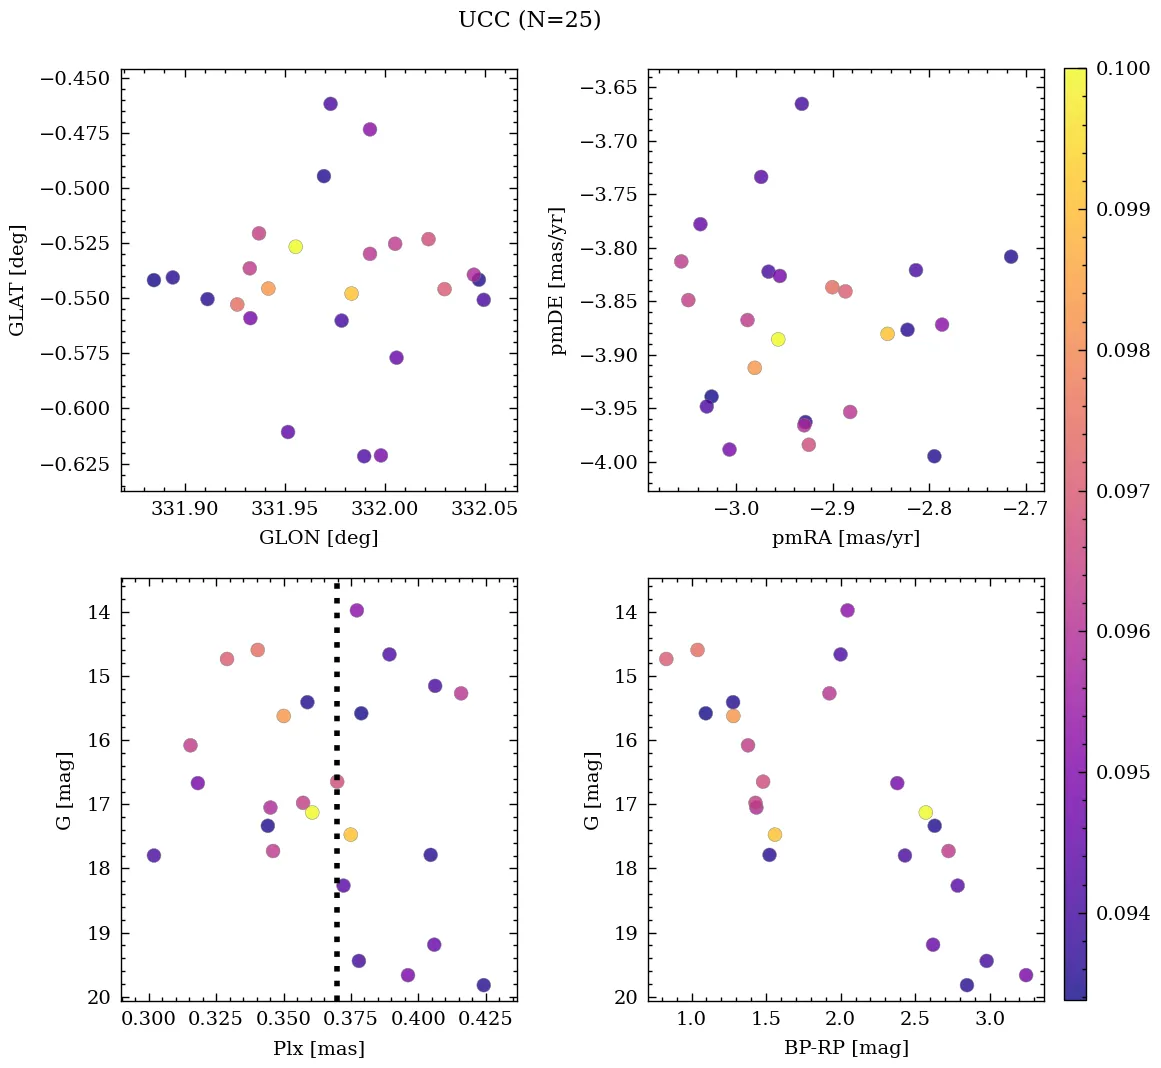 UCC (N=25)
−0.450
−0.475
−0.500
−0.525
−0.550
−0.575
−0.600
−0.625
GLAT [deg]
331.90 331.95 332.00 332.05
GLON [deg]
−3.65
−3.70
−3.75
−3.80
−3.85
−3.90
−3.95
−4.00
pmDE [mas/yr]
−3.0 −2.9 −2.8 −2.7
pmRA [mas/yr]
0.100
0.099
0.098
0.097
0.096
0.095
0.094
14
15
16
17
18
19
20
G [mag]
0.300 0.325 0.350 0.375 0.400 0.425
Plx [mas]
14
15
16
17
18
19
20
G [mag]
1.0 1.5 2.0 2.5 3.0
BP-RP [mag]